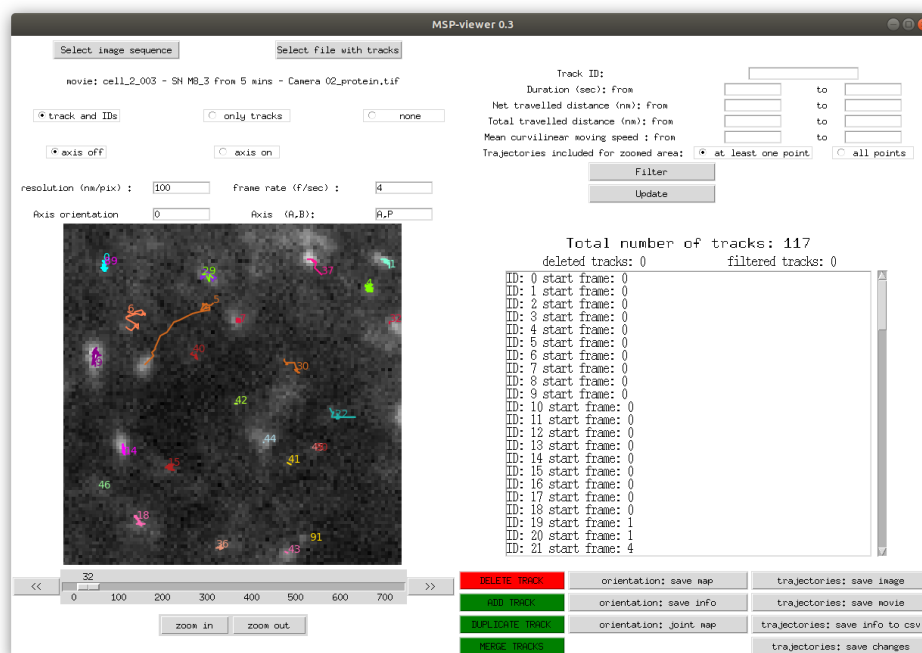 MSP-viewer 0.3
Select image sequence
Select file with tracks
movie: cell_2_003 - SN M8_3 from 5 mins - Camera 02_protein.tif
track and IDs only tracks none
axis off axis on
resolution (nm/pix) : 100 frame rate (f/sec) : 4
Axis orientation 0 Axis (A,B): A,P
0
29
37
1
4
6
5
30
42
22
44
45
41
46
18
36
43
91
32
<< >>
0 100 200 300 400 500 600 700
zoom in zoom out
Track ID:
Duration (sec): from to
Net travelled distance (nm): from to
Total travelled distance (nm): from to
Mean curvilinear moving speed : from to
Trajectories included for zoomed area: at least one point all points
Filter
Update
Total number of tracks: 117
deleted tracks: 0 filtered tracks: 0
ID: 0 start frame: 0
ID: 1 start frame: 0
ID: 2 start frame: 0
ID: 3 start frame: 0
ID: 4 start frame: 0
ID: 5 start frame: 0
ID: 6 start frame: 0
ID: 7 start frame: 0
ID: 8 start frame: 0
ID: 9 start frame: 0
ID: 10 start frame: 0
ID: 11 start frame: 0
ID: 12 start frame: 0
ID: 13 start frame: 0
ID: 14 start frame: 0
ID: 15 start frame: 0
ID: 16 start frame: 0
ID: 17 start frame: 0
ID: 18 start frame: 0
ID: 19 start frame: 1
ID: 20 start frame: 1
ID: 21 start frame: 4
DELETE TRACK orientation: save map trajectories: save image
ADD TRACK orientation: save info trajectories: save movie
DUPLICATE TRACK orientation: joint map trajectories: save info to csv
MERGE TRACKS trajectories: save changes